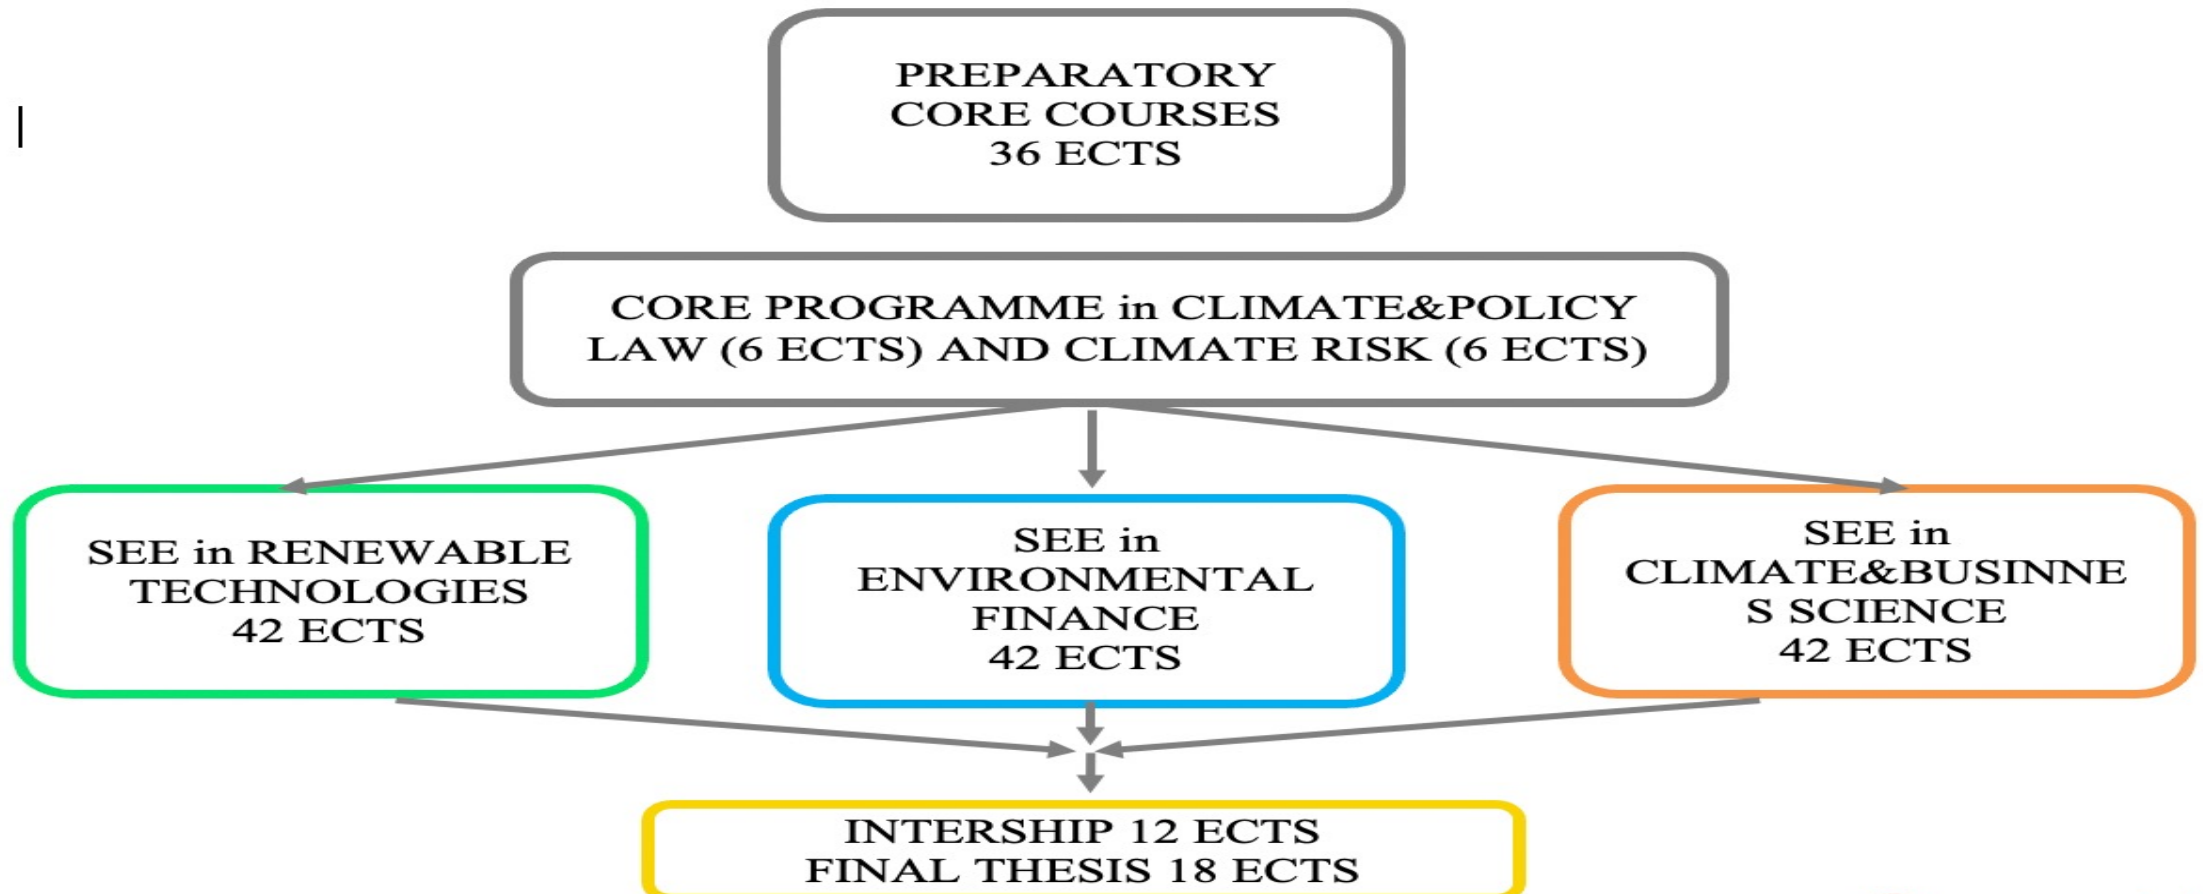 PREPARATORY
CORE COURSES
36 ECTS
CORE PROGRAMME in CLIMATE&POLICY
LAW (6 ECTS) AND CLIMATE RISK (6 ECTS)
SEE in RENEWABLE
TECHNOLOGIES
42 ECTS
SEE in
ENVIRONMENTAL
FINANCE
42 ECTS
SEE in
CLIMATE&BUSINNE
S SCIENCE
42 ECTS
INTERSHIP 12 ECTS
FINAL THESIS 18 ECTS